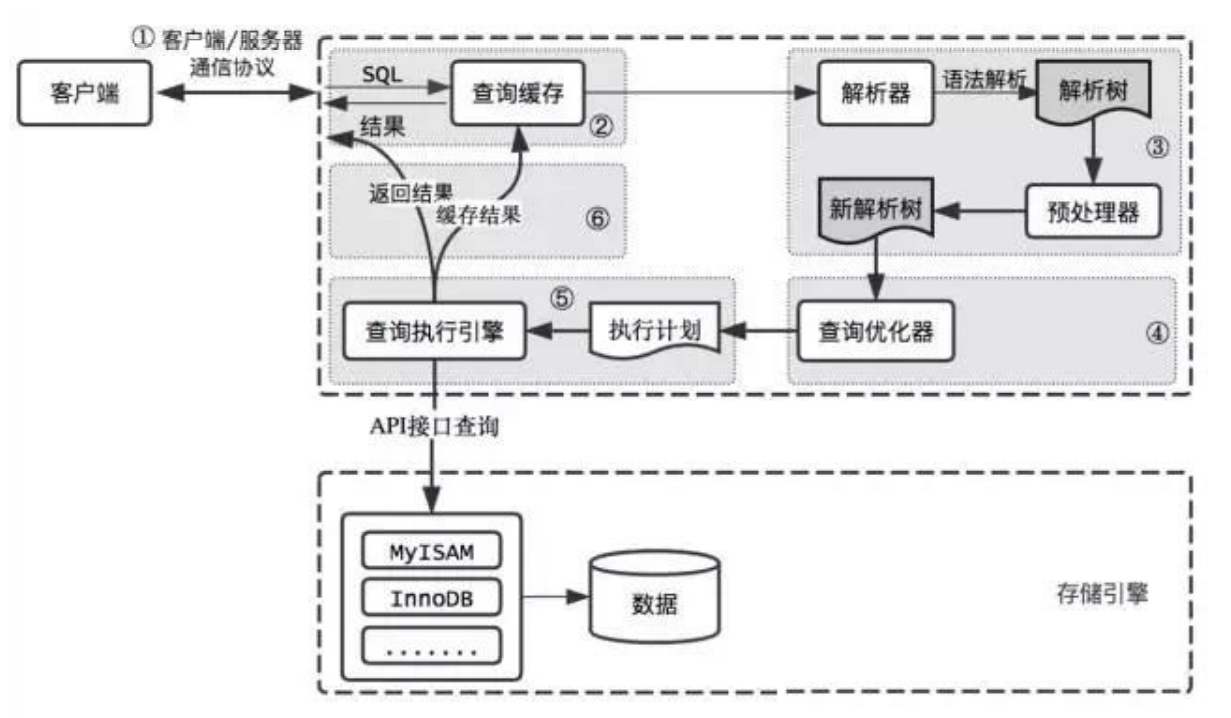 ① 客户端/服务器
通信协议
客户端
SQL
查询缓存
结果
②
解析器
语法解析
解析树
③
返回结果
缓存结果
⑥
新解析树
预处理器
查询执行引擎
⑤
执行计划
查询优化器
④
API接口查询
MyISAM
InnoDB
.......
数据
存储引擎